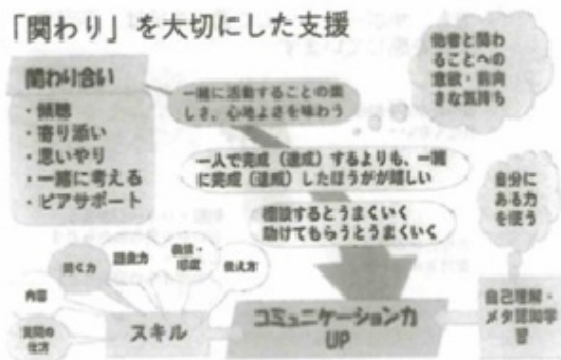 「関わり」を大切にした支援
関わり合い
・傾聴
・寄り添い
・思いやり
・一緒に考える
・ピアサポート
一緒に活動することの楽
しさ、心地よさを味わう
他者と関わ
ることへの
意欲・前向
きな気持ち
一人で完成（達成）するよりも、一緒
に完成（達成）したほうがが嬉しい
相談するとうまくいく
助けてもらうとうまくいく
自分に
ある力
を使う
聞く力
伝え方
内容
質問の
仕方
スキル
コミュニケーション力
UP
自己理解・
メタ認知学
習